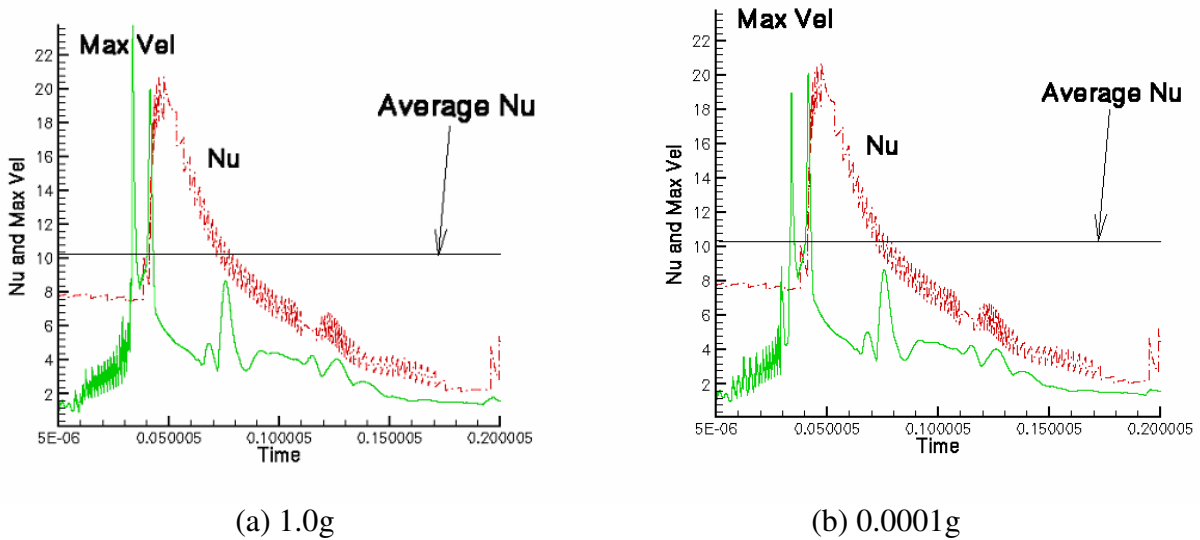 Max Vel
Average Nu
Nu
Nu and Max Vel
22
20
18
16
14
12
10
8
6
4
2
5E-06 0.050005 0.100005 0.150005 0.200005
Time
(a) 1.0g
Max Vel
Average Nu
Nu
Nu and Max Vel
22
20
18
16
14
12
10
8
6
4
2
5E-06 0.050005 0.100005 0.150005 0.200005
Time
(b) 0.0001g